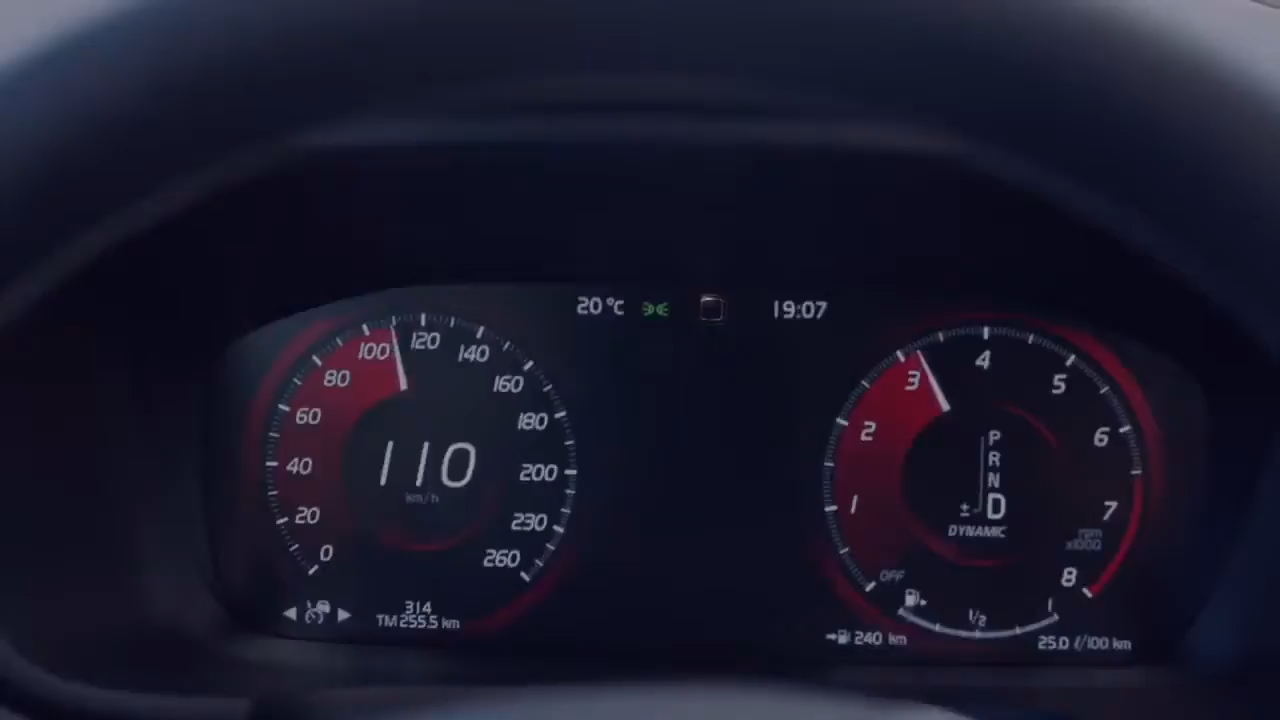 20°C
19:07
0
20
40
60
80
100
120
140
160
180
200
230
260
110
km/h
314
TM 255.5 km
OFF
1
2
3
4
5
6
7
8
rpm
x1000
P
R
N
± D
DYNAMIC
1/2
1
240 km
25.0 l/100 km